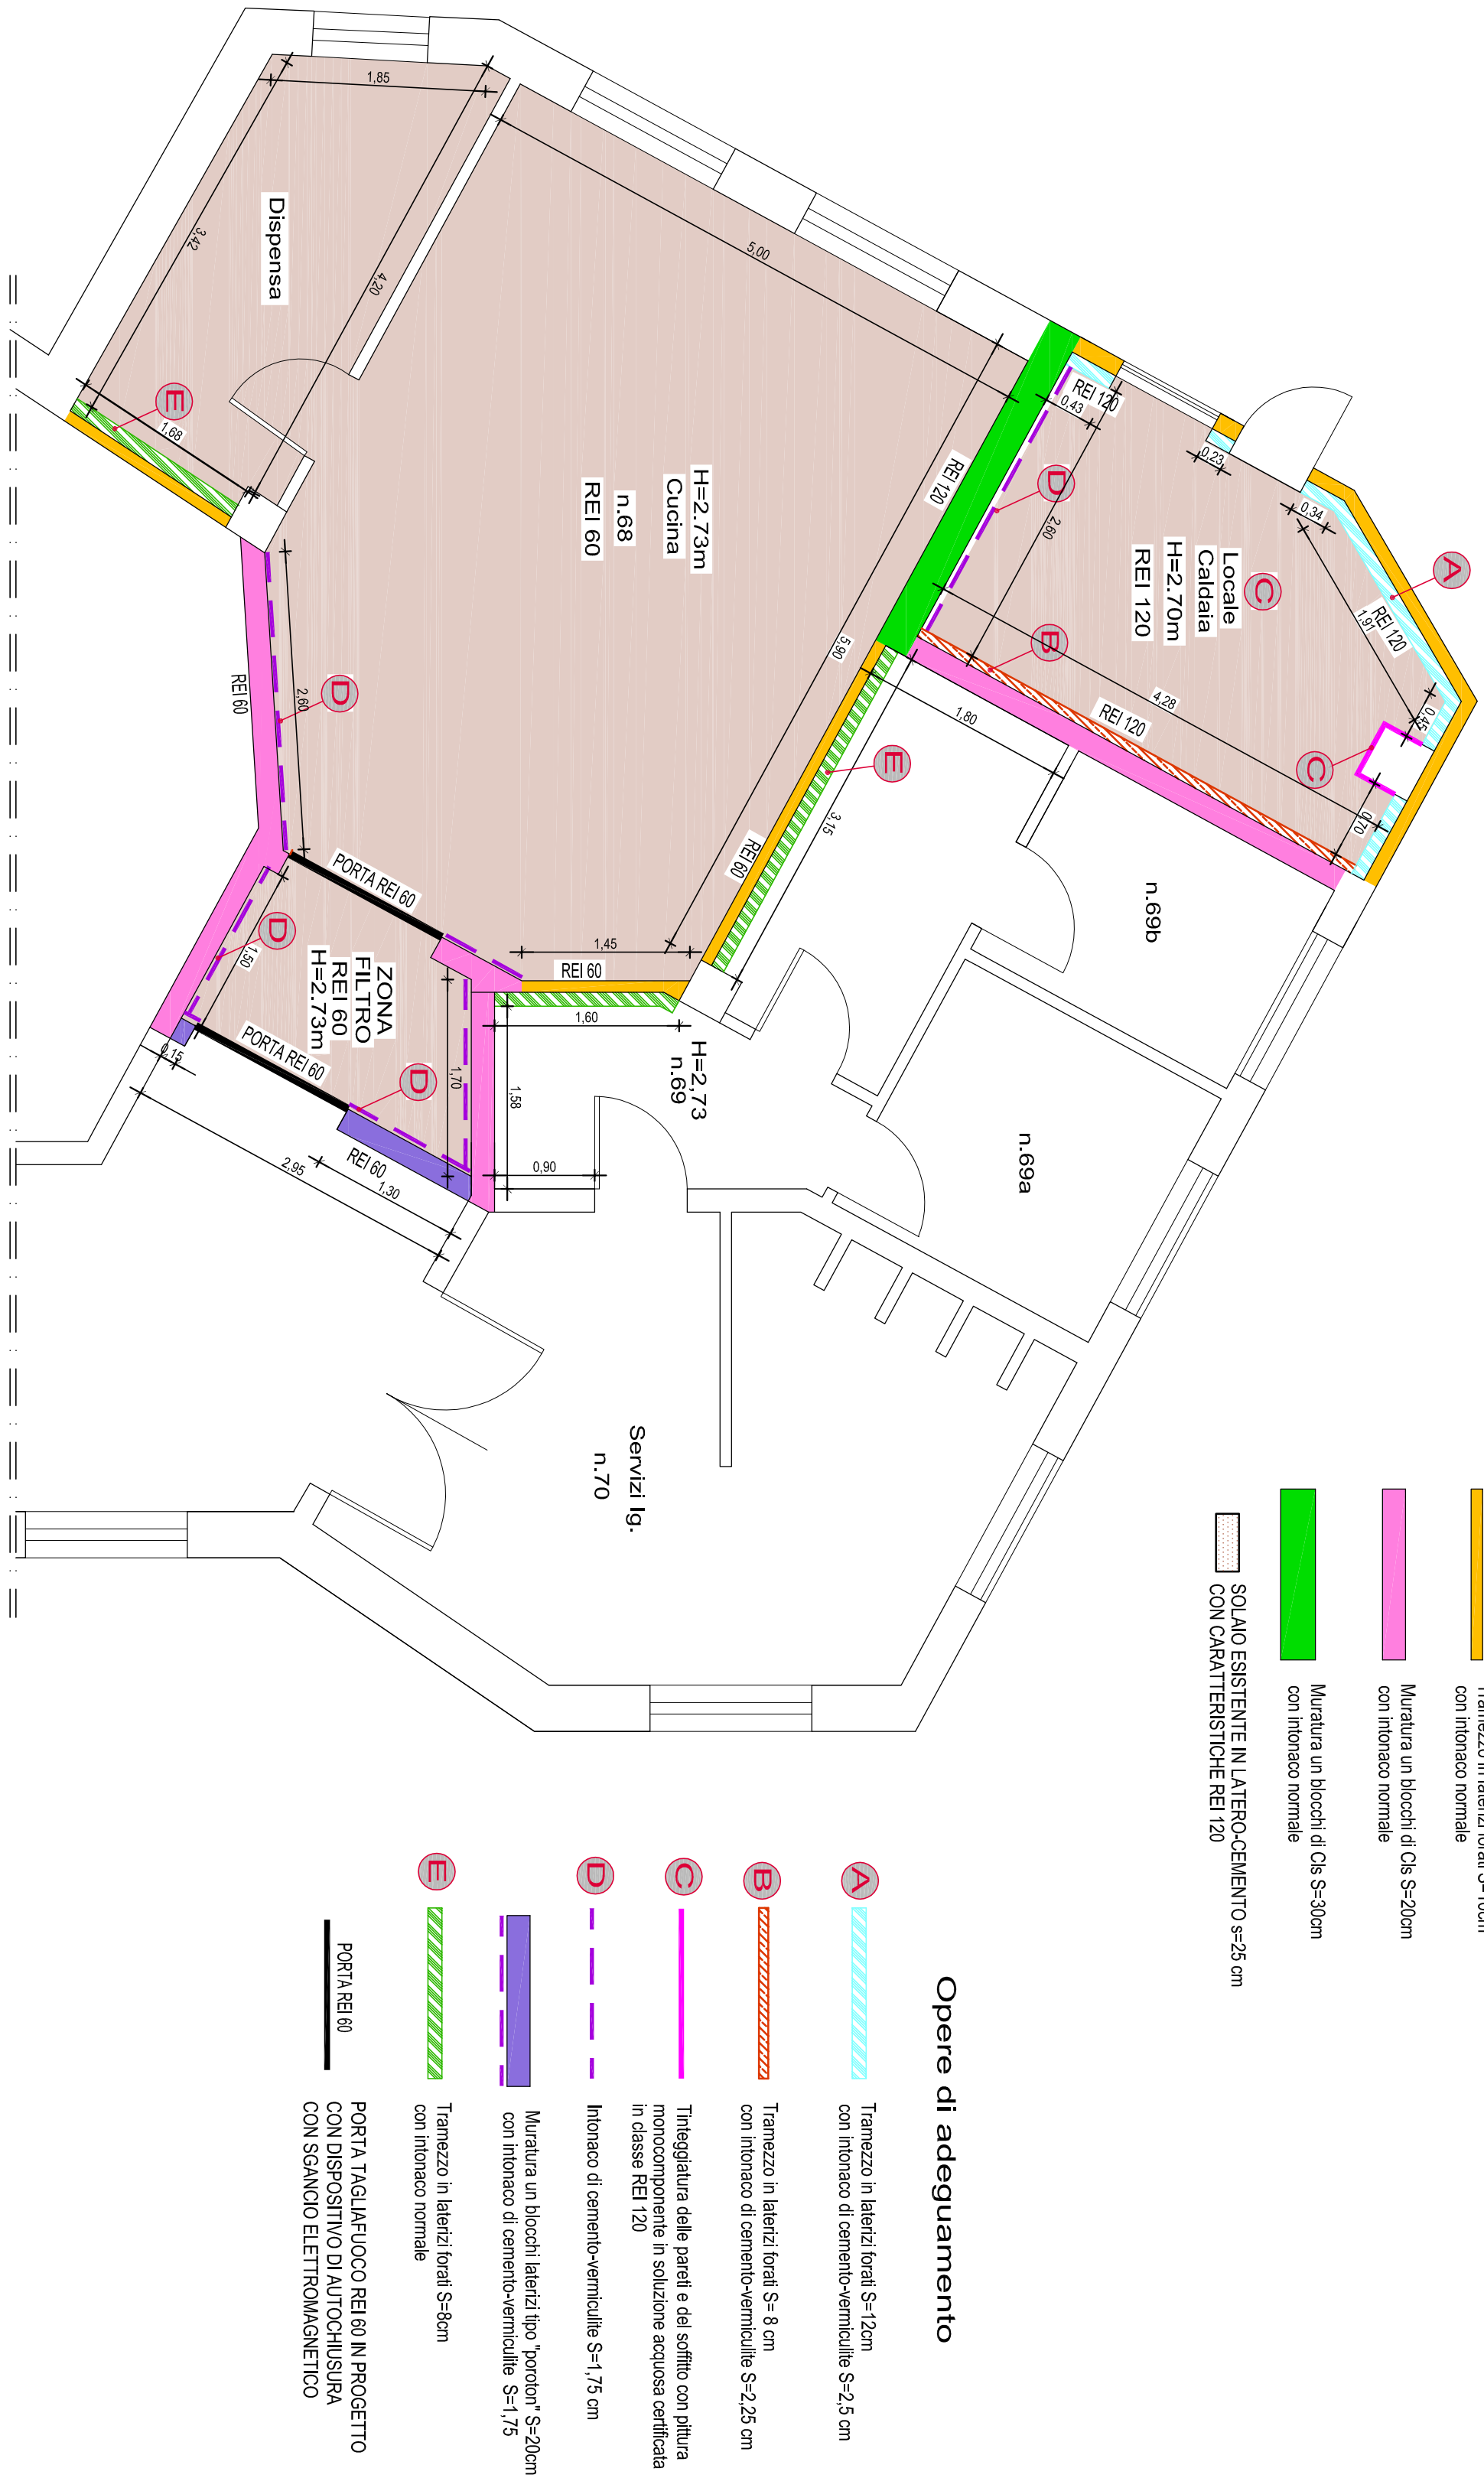 Tramezzo in laterizi forati S=10cm
con intonaco normale
Muratura un blocchi di Cls S=20cm
con intonaco normale
Muratura un blocchi di Cls S=30cm
con intonaco normale
SOLAIO ESISTENTE IN LATERO-CEMENTO s=25 cm
CON CARATTERISTICHE REI 120
Opere di adeguamento
A
Tramezzo in laterizi forati S=12cm
con intonaco di cemento-vermiculite S=2,5 cm
B
Tramezzo in laterizi forati S= 8 cm
con intonaco di cemento-vermiculite S=2,25 cm
C
Tinteggiatura delle pareti e del soffitto con pittura
monocomponente in soluzione acquosa certificata
in classe REI 120
D
Intonaco di cemento-vermiculite S=1,75 cm
Muratura un blocchi laterizi tipo "poroton" S=20cm
con intonaco di cemento-vermiculite S=1,75
E
Tramezzo in laterizi forati S=8cm
con intonaco normale
PORTA REI 60
PORTA TAGLIAFUOCO REI 60 IN PROGETTO
CON DISPOSITIVO DI AUTOCHIUSURA
CON SGANCIO ELETTROMAGNETICO
A
REI 120
1,91
0,34
0,23
0,45
C
0,70
C
Locale
Caldaia
H=2.70m
REI 120
REI 120
0,43
D
2,60
B
4,28
REI 120
n.69b
n.69a
1,80
E
3,15
REI 120
5,90
REI 60
5,00
H=2.73m
Cucina
n.68
REI 60
1,45
REI 60
1,60
H=2,73
n.69
1,58
0,90
1,85
Dispensa
3,42
4,20
E
1,68
2,60
D
REI 60
PORTA REI 60
D
1,50
ZONA
FILTRO
REI 60
H=2.73m
1,70
D
PORTA REI 60
0,15
REI 60
1,30
2,95
Servizi Ig.
n.70